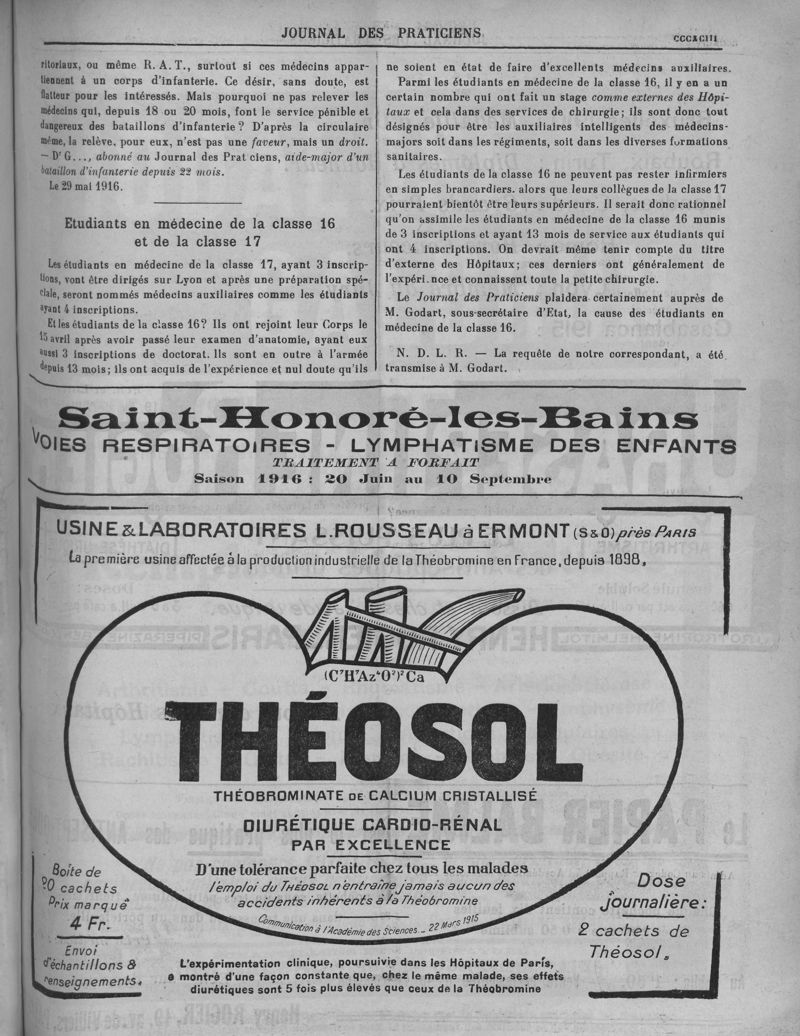 JOURNAL DES PRATICIENS
CCCXCIII
ritoriaux, ou même R. A. T., surtout si ces médecins appar-
tiennent à un corps d'infanterie. Ce désir, sans doute, est
flatteur pour les intéressés. Mais pourquoi ne pas relever les
médecins qui, depuis 18 ou 20 mois, font le service pénible et
dangereux des bataillons d'infanterie? D'après la circulaire
même, la relève, pour eux, n'est pas une faveur, mais un droit.
— Dr G..., abonné au Journal des Prat ciens, aide-major d'un
bataillon d'infanterie depuis 22 mois.
Le 29 mai 1916.
Etudiants en médecine de la classe 16
et de la classe 17
Les étudiants en médecine de la classe 17, ayant 3 inscrip-
tions, vont être dirigés sur Lyon et après une préparation spé-
ciale, seront nommés médecins auxiliaires comme les étudiants
ayant 4 inscriptions.
Et les étudiants de la classe 16? Ils ont rejoint leur Corps le
15 avril après avoir passé leur examen d'anatomie, ayant eux
aussi 3 inscriptions de doctorat. Ils sont en outre à l'armée
depuis 13 mois; ils ont acquis de l'expérience et nul doute qu'ils
ne soient en état de faire d'excellents médecins auxiliaires.
Parmi les étudiants en médecine de la classe 16, il y en a un
certain nombre qui ont fait un stage comme externes des Hôpi-
taux et cela dans des services de chirurgie; ils sont donc tout
désignés pour être les auxiliaires intelligents des médecins-
majors soit dans les régiments, soit dans les diverses formations
sanitaires.
Les étudiants de la classe 16 ne peuvent pas rester infirmiers
en simples brancardiers. alors que leurs collègues de la classe 17
pourraient bientôt être leurs supérieurs. Il serait donc rationnel
qu'on assimile les étudiants en médecine de la classe 16 munis
de 3 inscriptions et ayant 13 mois de service aux étudiants qui
ont 4 inscriptions. On devrait même tenir compte du titre
d'externe des Hôpitaux; ces derniers ont généralement de
l'expéri.nce et connaissent toute la petite chirurgie.
Le Journal des Praticiens plaidera certainement auprès de
M. Godart, sous-secrétaire d'Etat, la cause des étudiants en
médecine de la classe 16.
N. D. L. R. — La requête de notre correspondant, a été
transmise à M. Godart.
Saint-Honoré-les-Bains
VOIES RESPIRATOIRES - LYMPHATISME DES ENFANTS
TRAITEMENT A FORFAIT
Saison 1916 : 20 Juin au 10 Septembre
USINE & LABORATOIRES L. ROUSSEAU à ERMONT (S & O) près PARIS
La première usine affectée à la production industrielle de la Théobromine en France, depuis 1898.
(C⁷H⁷Az⁴O²)²Ca
THÉOSOL
THÉOBROMINATE DE CALCIUM CRISTALLISÉ
DIURÉTIQUE CARDIO-RÉNAL
PAR EXCELLENCE
D'une tolérance parfaite chez tous les malades
l'emploi du THÉOSOL n'entraîne jamais aucun des
accidents inhérents à la Théobromine
Communication à l'Académie des Sciences - 22 Mars 1915
Boîte de
20 cachets
Prix marqué
4 Fr.
Envoi
d'échantillons &
renseignements.
L'expérimentation clinique, poursuivie dans les Hôpitaux de Paris,
a montré d'une façon constante que, chez le même malade, ses effets
diurétiques sont 5 fois plus élevés que ceux de la Théobromine
Dose
journalière:
2 cachets de
Théosol.